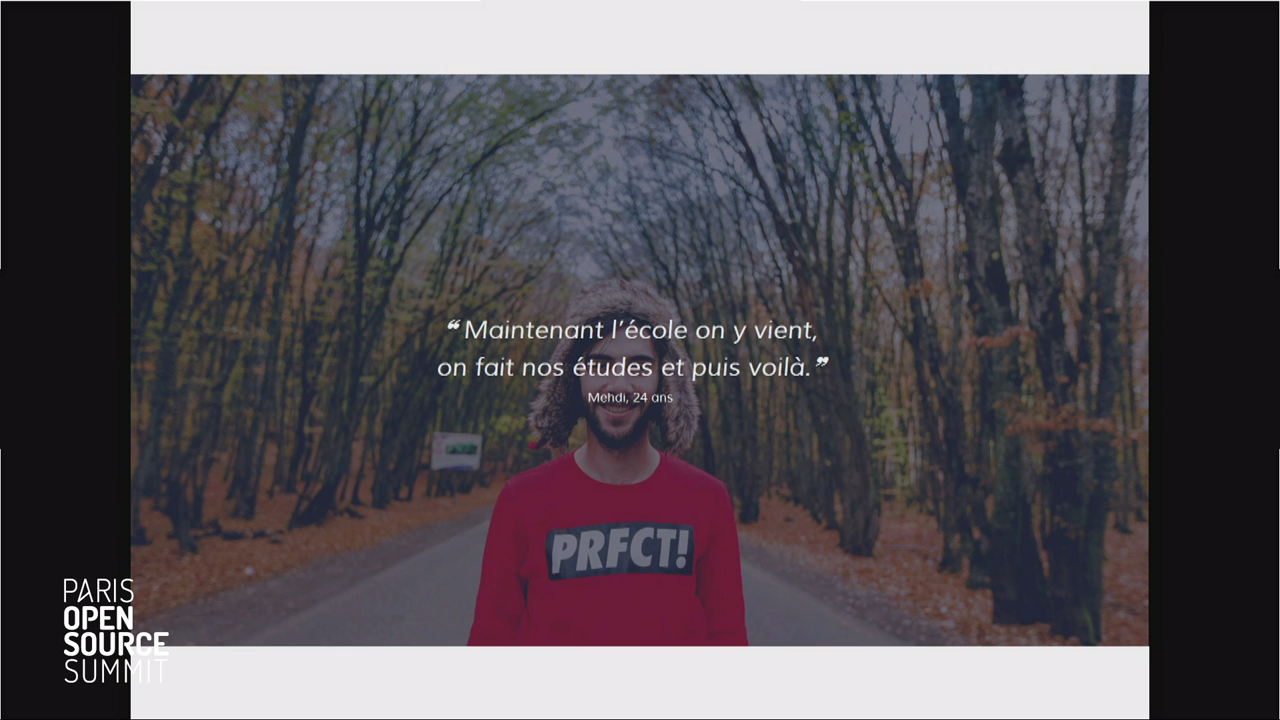 ❝ Maintenant l'école on y vient,
on fait nos études et puis voilà. ❞
Mehdi, 24 ans
PRFCT!
PARIS
OPEN
SOURCE
SUMMIT